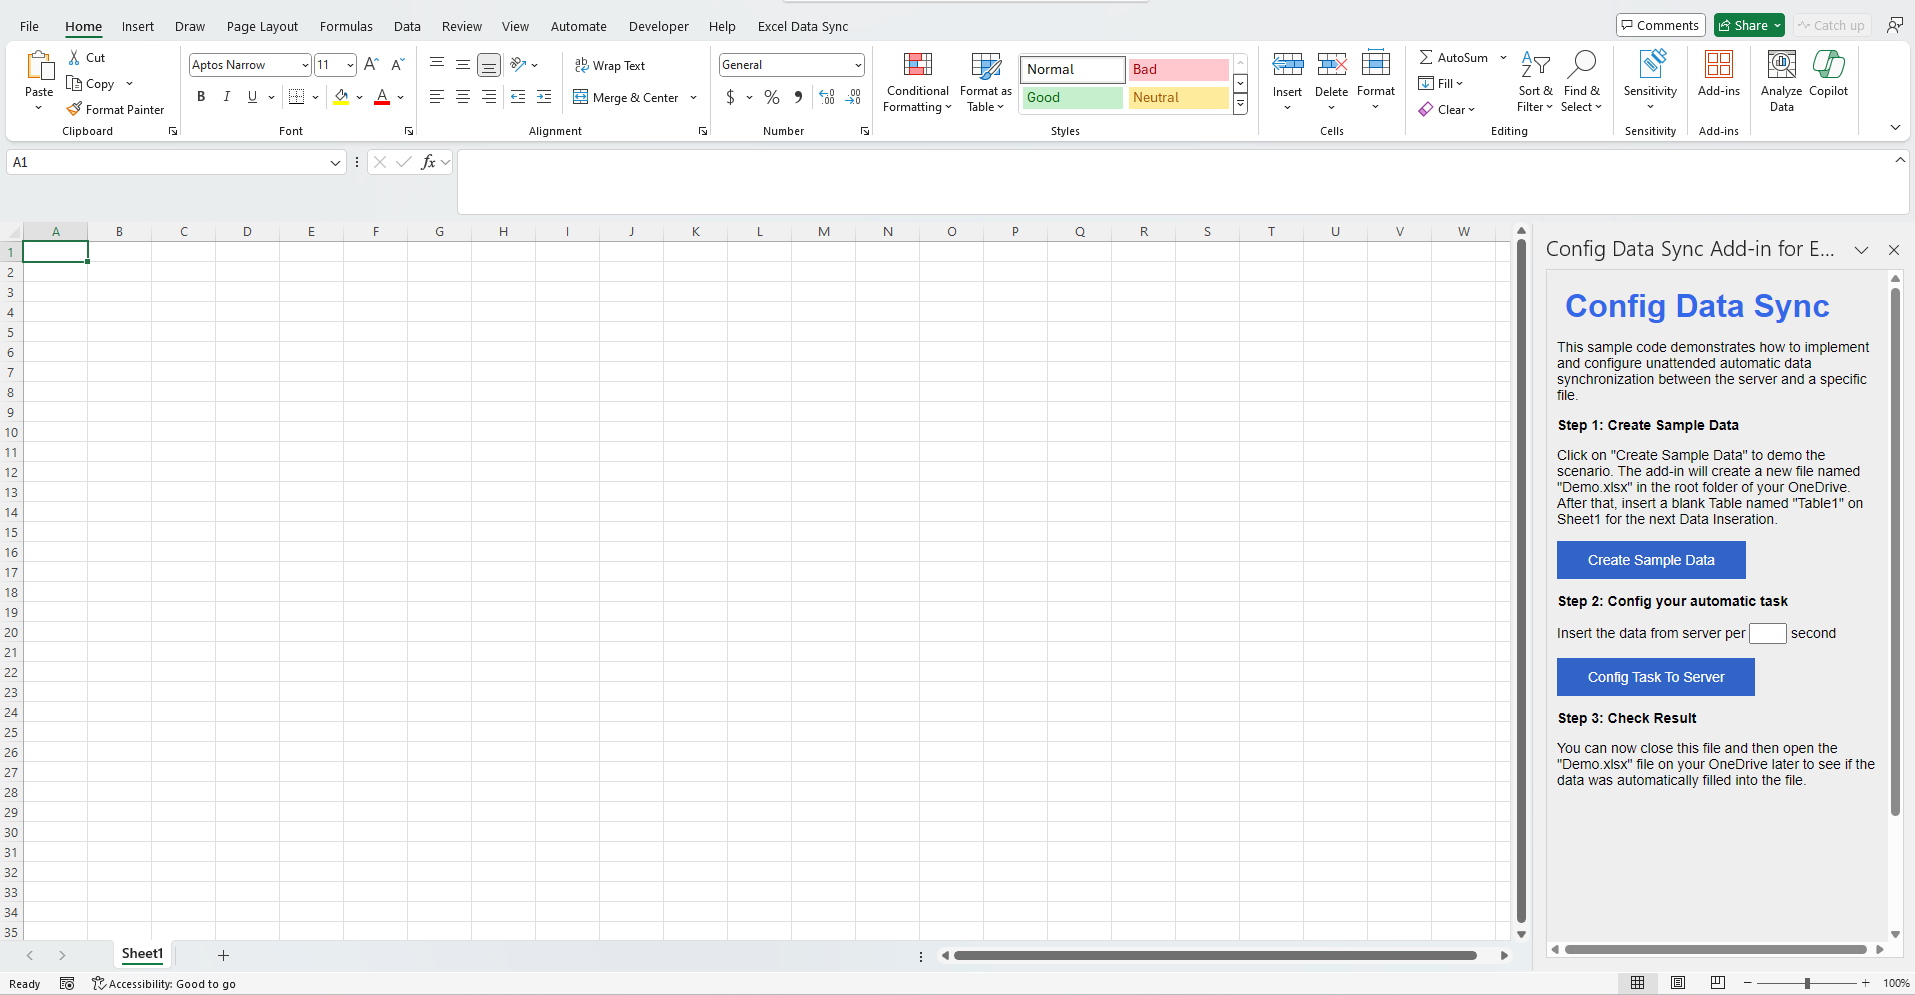 File Home Insert Draw Page Layout Formulas Data Review View Automate Developer Help Excel Data Sync Comments Share Catch up
Paste
Cut
Copy
Format Painter
Clipboard
Aptos Narrow 11
B I U
Font
Wrap Text
Merge & Center
Alignment
General
$ % 9
Number
Conditional
Formatting
Format as
Table
Normal Bad
Good Neutral
Styles
Insert Delete Format
Cells
AutoSum
Fill
Clear
Sort &
Filter
Find &
Select
Editing
Sensitivity
Sensitivity
Add-ins
Add-ins
Analyze
Data
Copilot
A1
fx
A B C D E F G H I J K L M N O P Q R S T U V W
1
2
3
4
5
6
7
8
9
10
11
12
13
14
15
16
17
18
19
20
21
22
23
24
25
26
27
28
29
30
31
32
33
34
35
Config Data Sync Add-in for E...
Config Data Sync
This sample code demonstrates how to implement
and configure unattended automatic data
synchronization between the server and a specific
file.
Step 1: Create Sample Data
Click on "Create Sample Data" to demo the
scenario. The add-in will create a new file named
"Demo.xlsx" in the root folder of your OneDrive.
After that, insert a blank Table named "Table1" on
Sheet1 for the next Data Inseration.
Create Sample Data
Step 2: Config your automatic task
Insert the data from server per second
Config Task To Server
Step 3: Check Result
You can now close this file and then open the
"Demo.xlsx" file on your OneDrive later to see if the
data was automatically filled into the file.
Sheet1
Ready Accessibility: Good to go 100%